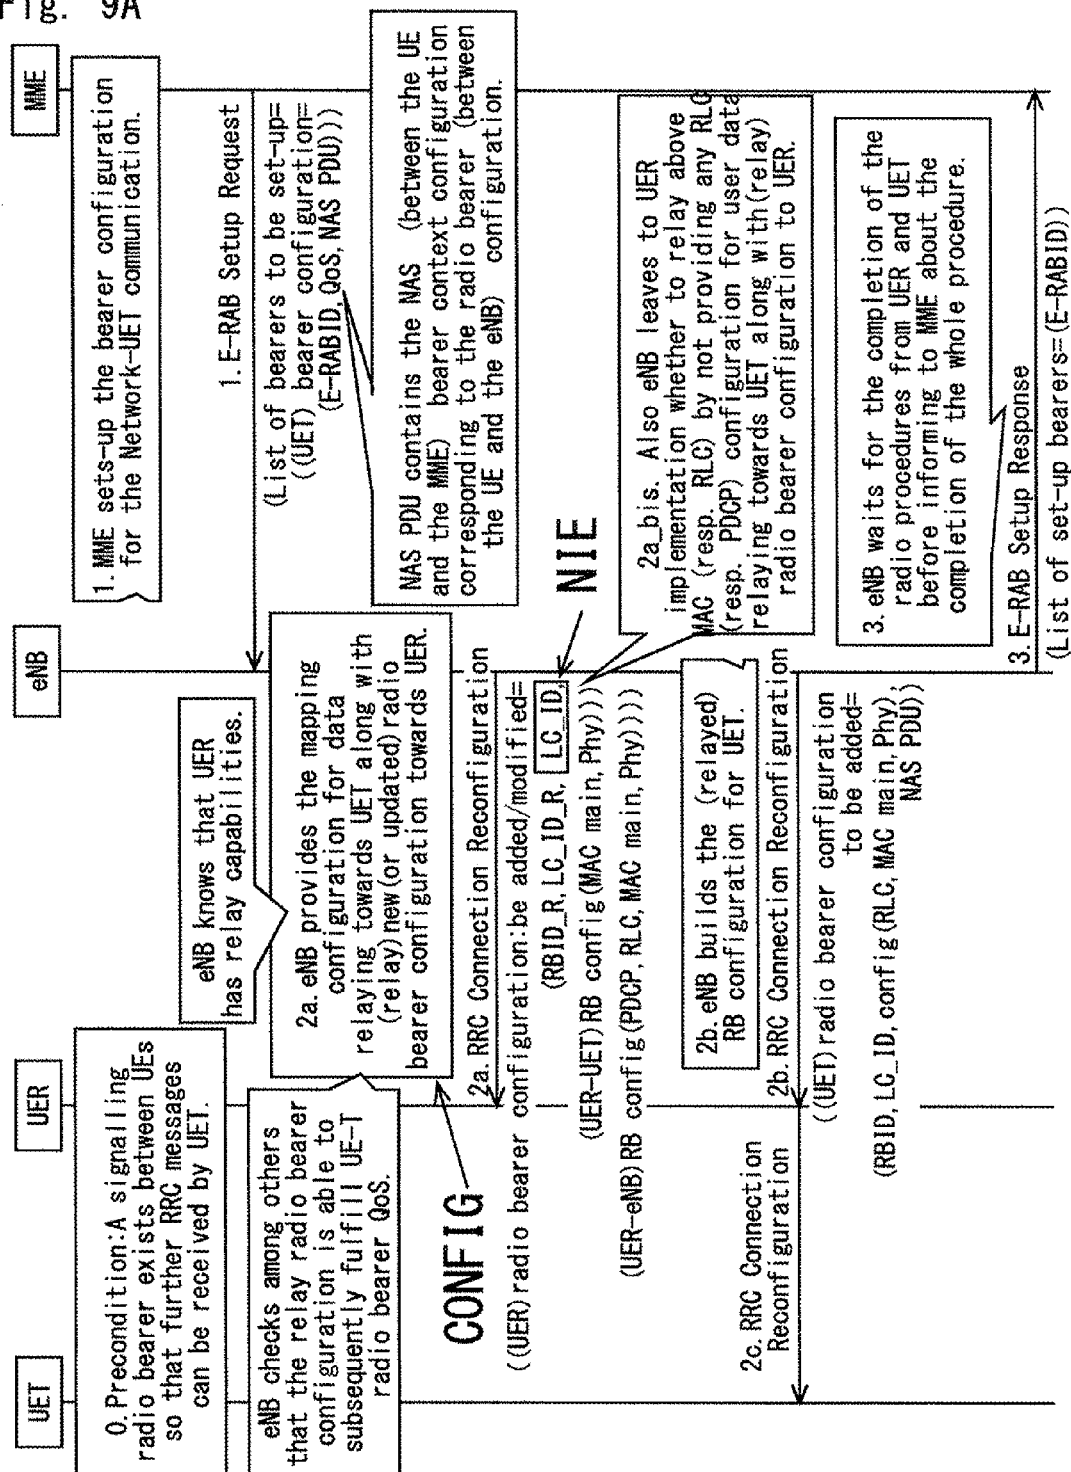 Fig. 9A
UET
UER
eNB
MME
0. Precondition:A signalling
radio bearer exists between UEs
so that further RRC messages
can be received by UET.
eNB knows that UER
has relay capabilities.
1. MME sets-up the bearer configuration
for the Network-UET communication.
1. E-RAB Setup Request
(List of bearers to be set-up=
((UET) bearer configuration=
(E-RABID, QoS, NAS PDU)))
NAS PDU contains the NAS (between the UE
and the MME) bearer context configuration
corresponding to the radio bearer (between
the UE and the eNB) configuration.
eNB checks among others
that the relay radio bearer
configuration is able to
subsequently fulfill UE-T
radio bearer QoS.
2a. eNB provides the mapping
configuration for data
relaying towards UET along with
(relay)new(or updated)radio
bearer configuration towards UER.
CONFIG
2a. RRC Connection Reconfiguration
((UER)radio bearer configuration:be added/modified=
(RBID_R, LC_ID_R, LC_ID,
NIE
(UER-UET)RB config(MAC main, Phy)))
(UER-eNB)RB config(PDCP, RLC, MAC main, Phy))))
2a_bis. Also eNB leaves to UER
implementation whether to relay above
MAC (resp. RLC) by not providing any RLC
(resp. PDCP) configuration for user data
relaying towards UET along with(relay)
radio bearer configuration to UER.
2b. eNB builds the (relayed)
RB configuration for UET.
2b. RRC Connection Reconfiguration
((UET)radio bearer configuration
to be added=
(RBID, LC_ID, config(RLC, MAC main, Phy);
NAS PDU))
2c. RRC Connection
Reconfiguration
3. eNB waits for the completion of the
radio procedures from UER and UET
before informing to MME about the
completion of the whole procedure.
3. E-RAB Setup Response
(List of set-up bearers=(E-RABID))